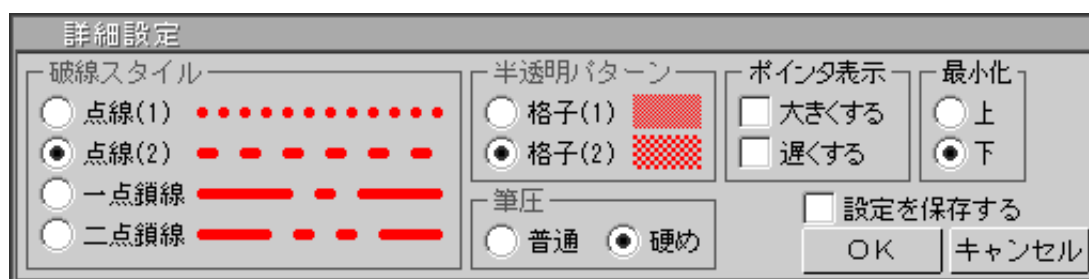 詳細設定
破線スタイル
点線(1)
点線(2)
一点鎖線
二点鎖線
半透明パターン
格子(1)
格子(2)
筆圧
普通 硬め
ポインタ表示
大きくする
遅くする
最小化
上
下
設定を保存する
OK キャンセル